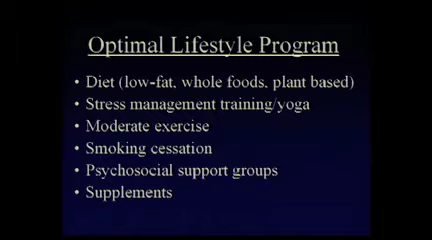 Optimal Lifestyle Program
• Diet (low-fat, whole foods, plant based)
• Stress management training/yoga
• Moderate exercise
• Smoking cessation
• Psychosocial support groups
• Supplements